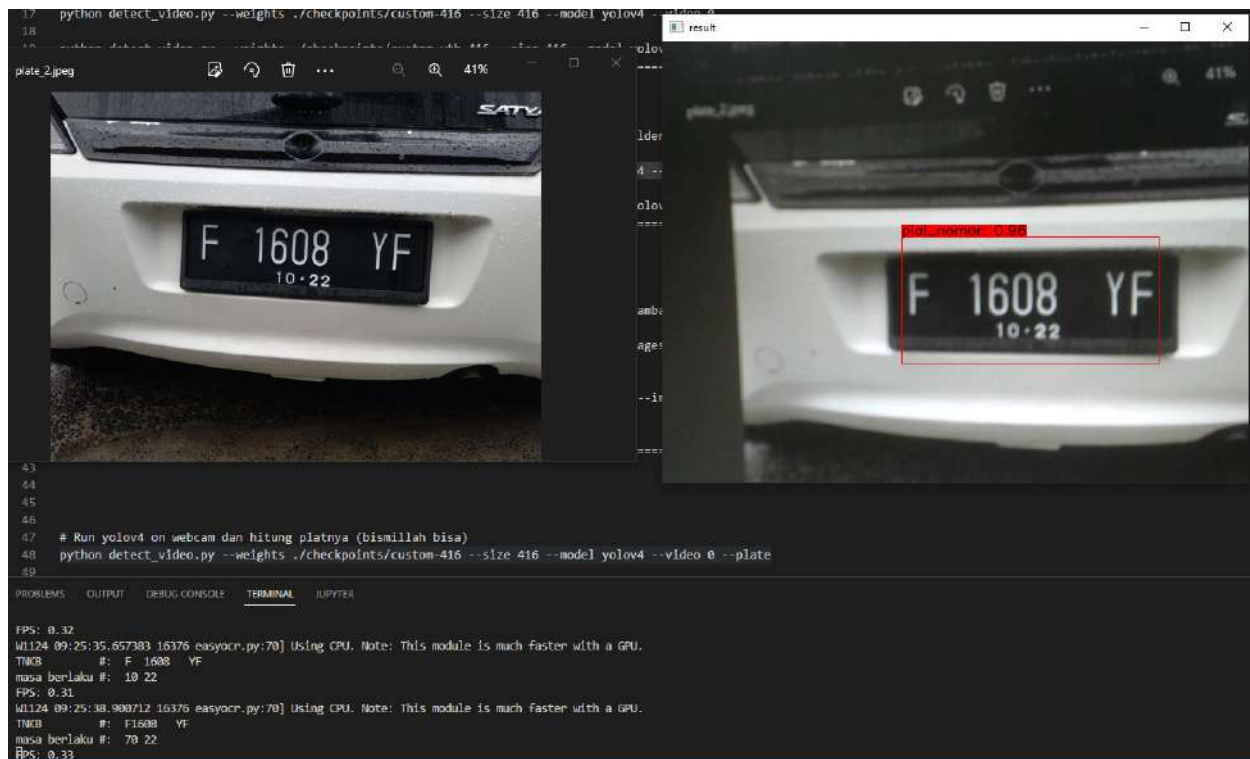 17 python detect_video.py --weights ./checkpoints/custom-416 --size 416 --model yolov4 --video 0
18
plate_2.jpeg
41%
SATYA
F 1608 YF
10·22
result
41%
plate_2.jpeg
plat_nomor: 0.96
F 1608 YF
10·22
43
44
45
46
47 # Run yolov4 on webcam dan hitung platnya (bismillah bisa)
48 python detect_video.py --weights ./checkpoints/custom-416 --size 416 --model yolov4 --video 0 --plate
49
PROBLEMS OUTPUT DEBUG CONSOLE TERMINAL JUPYTER
FPS: 0.32
W1124 09:25:35.657383 16376 easyocr.py:70] Using CPU. Note: This module is much faster with a GPU.
TNKB #: F 1608 YF
masa berlaku #: 10 22
FPS: 0.31
W1124 09:25:38.900712 16376 easyocr.py:70] Using CPU. Note: This module is much faster with a GPU.
TNKB #: F1608 YF
masa berlaku #: 70 22
FPS: 0.33